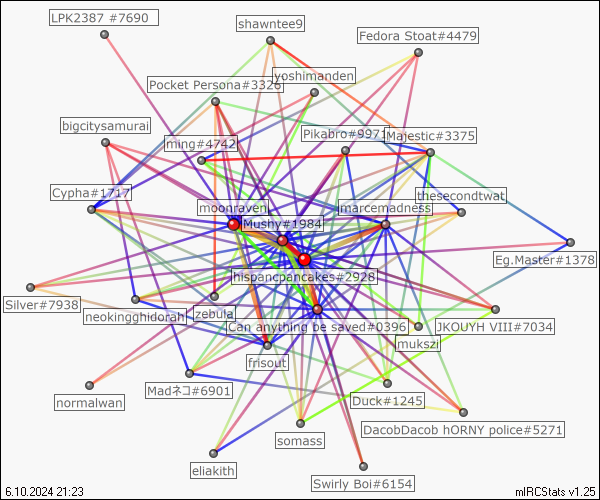 LPK2387 #7690
shawntee9
Fedora Stoat#4479
yoshimanden
Pocket Persona#3326
bigcitysamurai
Pikabro#9971
Majestic#3375
ming#4742
Cypha#1717
thesecondtwat
moonraven
jmarcemadness
Mushy#1984
Eg.Master#1378
hispancpancakes#2928
Silver#7938
neokingghidorah
zebula
Can anything be saved#0396
JKOUYH VIII#7034
mukszi
frisout
Madネコ#6901
normalwan
Duck#1245
DacobDacob hORNY police#5271
somass
eliakith
Swirly Boi#6154
6.10.2024 21:23
mIRCStats v1.25